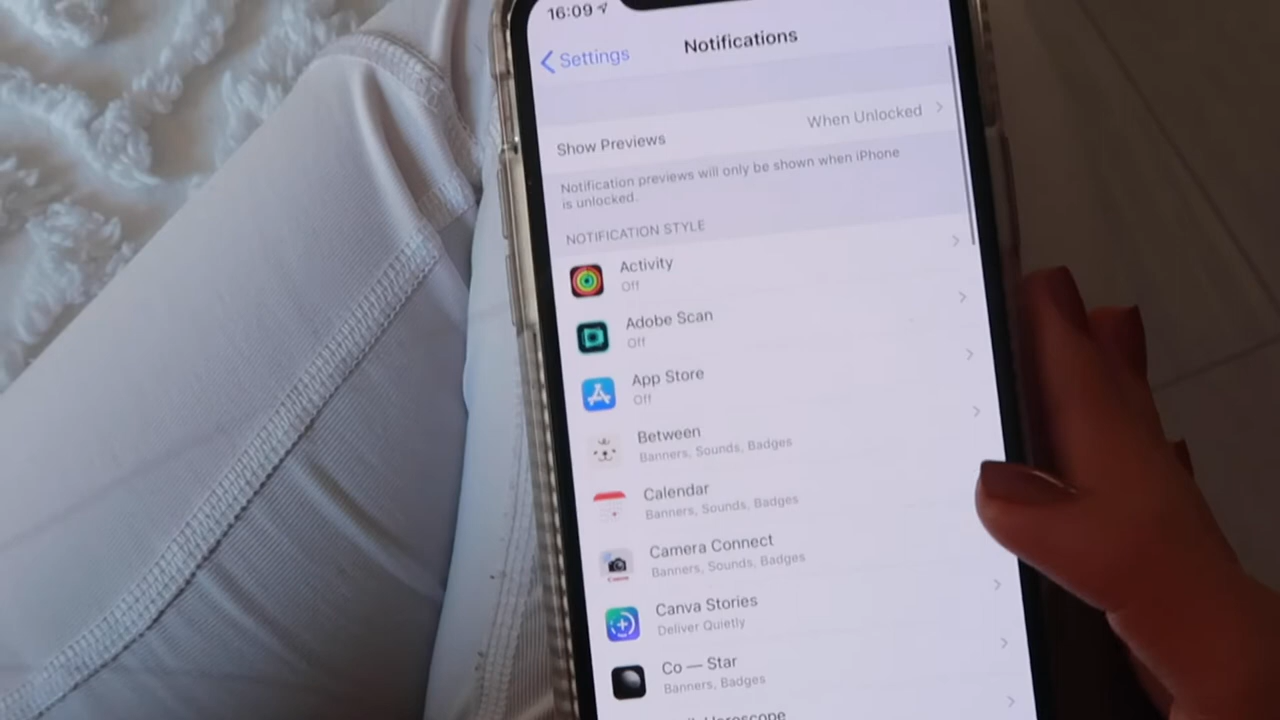 16:09
Settings
Notifications
Show Previews
When Unlocked
Notification previews will only be shown when iPhone
is unlocked.
NOTIFICATION STYLE
Activity
Off
Adobe Scan
Off
App Store
Off
Between
Banners, Sounds, Badges
Calendar
Banners, Sounds, Badges
Camera Connect
Banners, Sounds, Badges
Canva Stories
Deliver Quietly
Co — Star
Banners, Badges
Horoscope